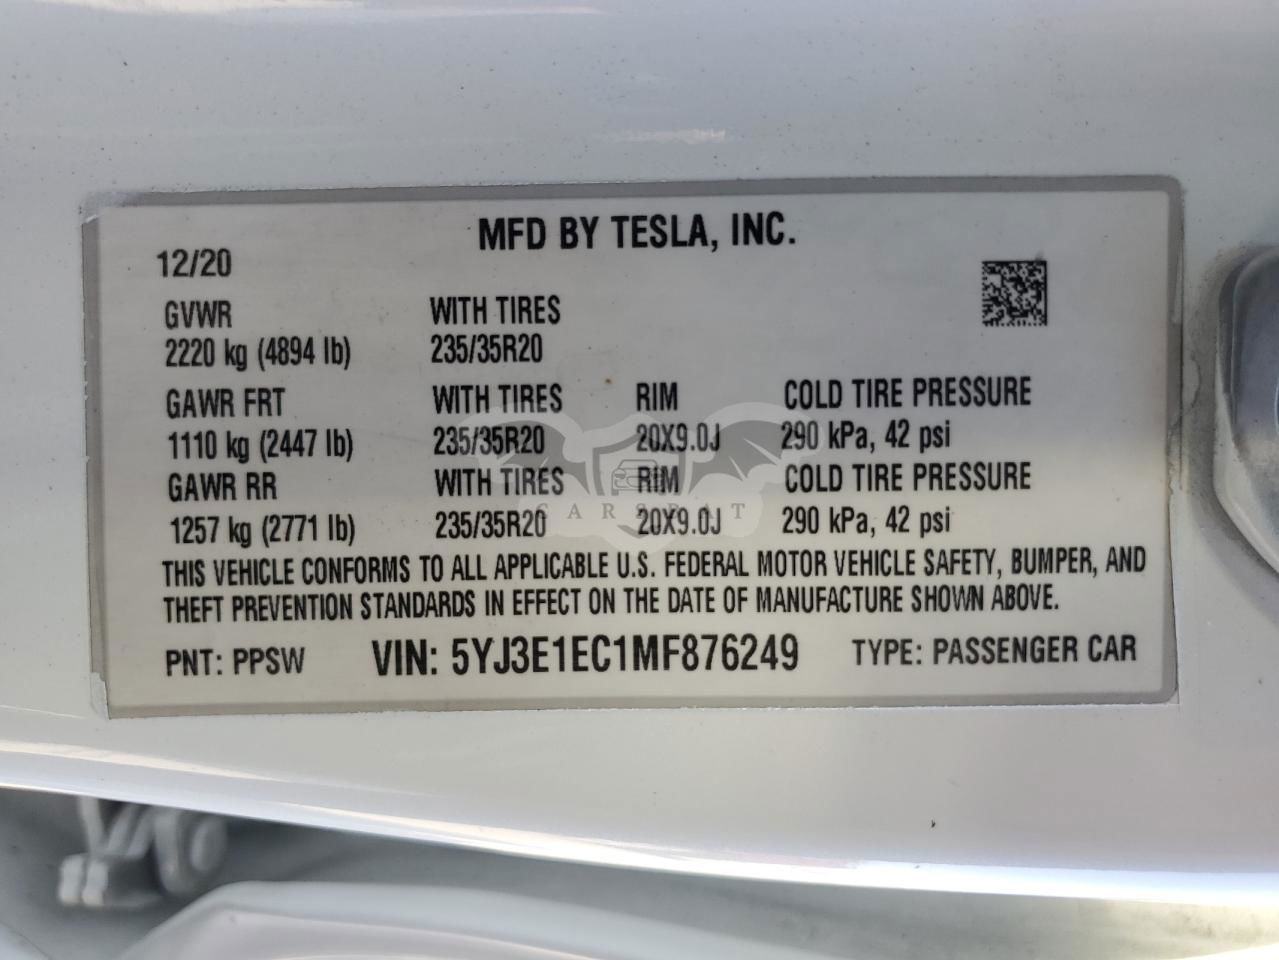 MFD BY TESLA, INC.
12/20
GVWR WITH TIRES
2220 kg (4894 lb) 235/35R20
GAWR FRT WITH TIRES RIM COLD TIRE PRESSURE
1110 kg (2447 lb) 235/35R20 20X9.0J 290 kPa, 42 psi
GAWR RR WITH TIRES RIM COLD TIRE PRESSURE
1257 kg (2771 lb) 235/35R20 20X9.0J 290 kPa, 42 psi
CARSBAT
THIS VEHICLE CONFORMS TO ALL APPLICABLE U.S. FEDERAL MOTOR VEHICLE SAFETY, BUMPER, AND
THEFT PREVENTION STANDARDS IN EFFECT ON THE DATE OF MANUFACTURE SHOWN ABOVE.
PNT: PPSW VIN: 5YJ3E1EC1MF876249 TYPE: PASSENGER CAR